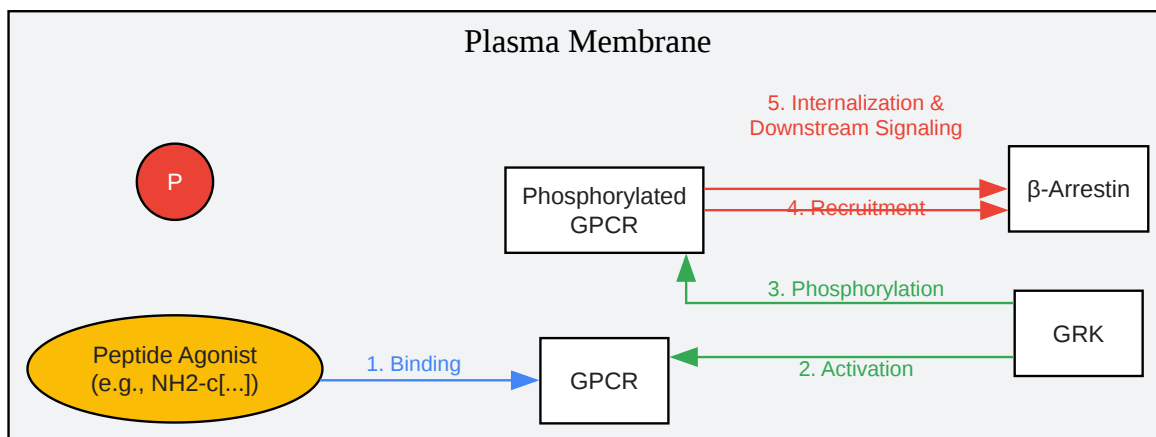 Plasma Membrane
5. Internalization &
Downstream Signaling
P
Phosphorylated
GPCR
β-Arrestin
4. Recruitment
3. Phosphorylation
GRK
Peptide Agonist
(e.g., NH2-c[...])
1. Binding
GPCR
2. Activation